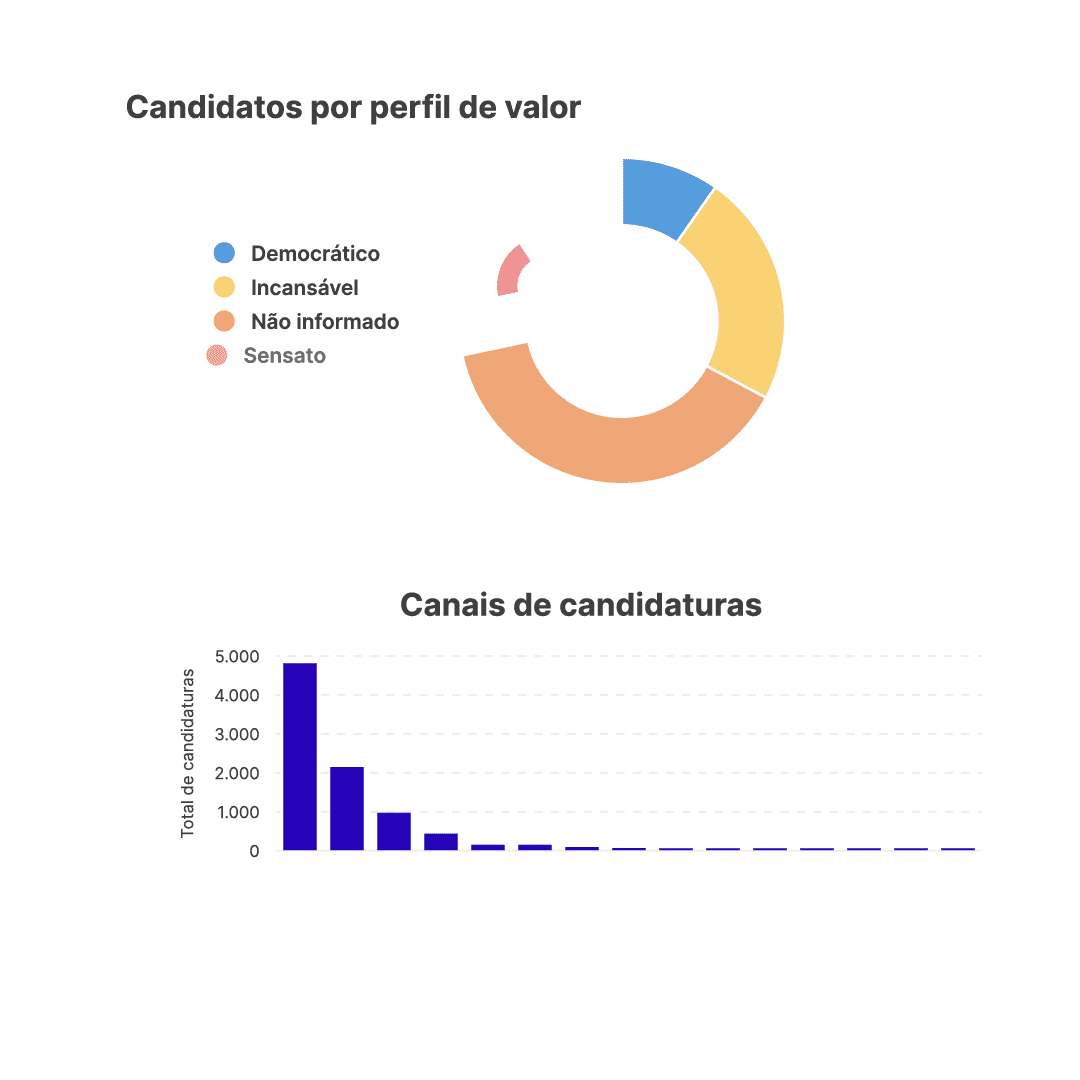 Candidatos por perfil de valor
Democrático
Incansável
Não informado
Sensato
Canais de candidaturas
Total de candidaturas
5.000
4.000
3.000
2.000
1.000
0